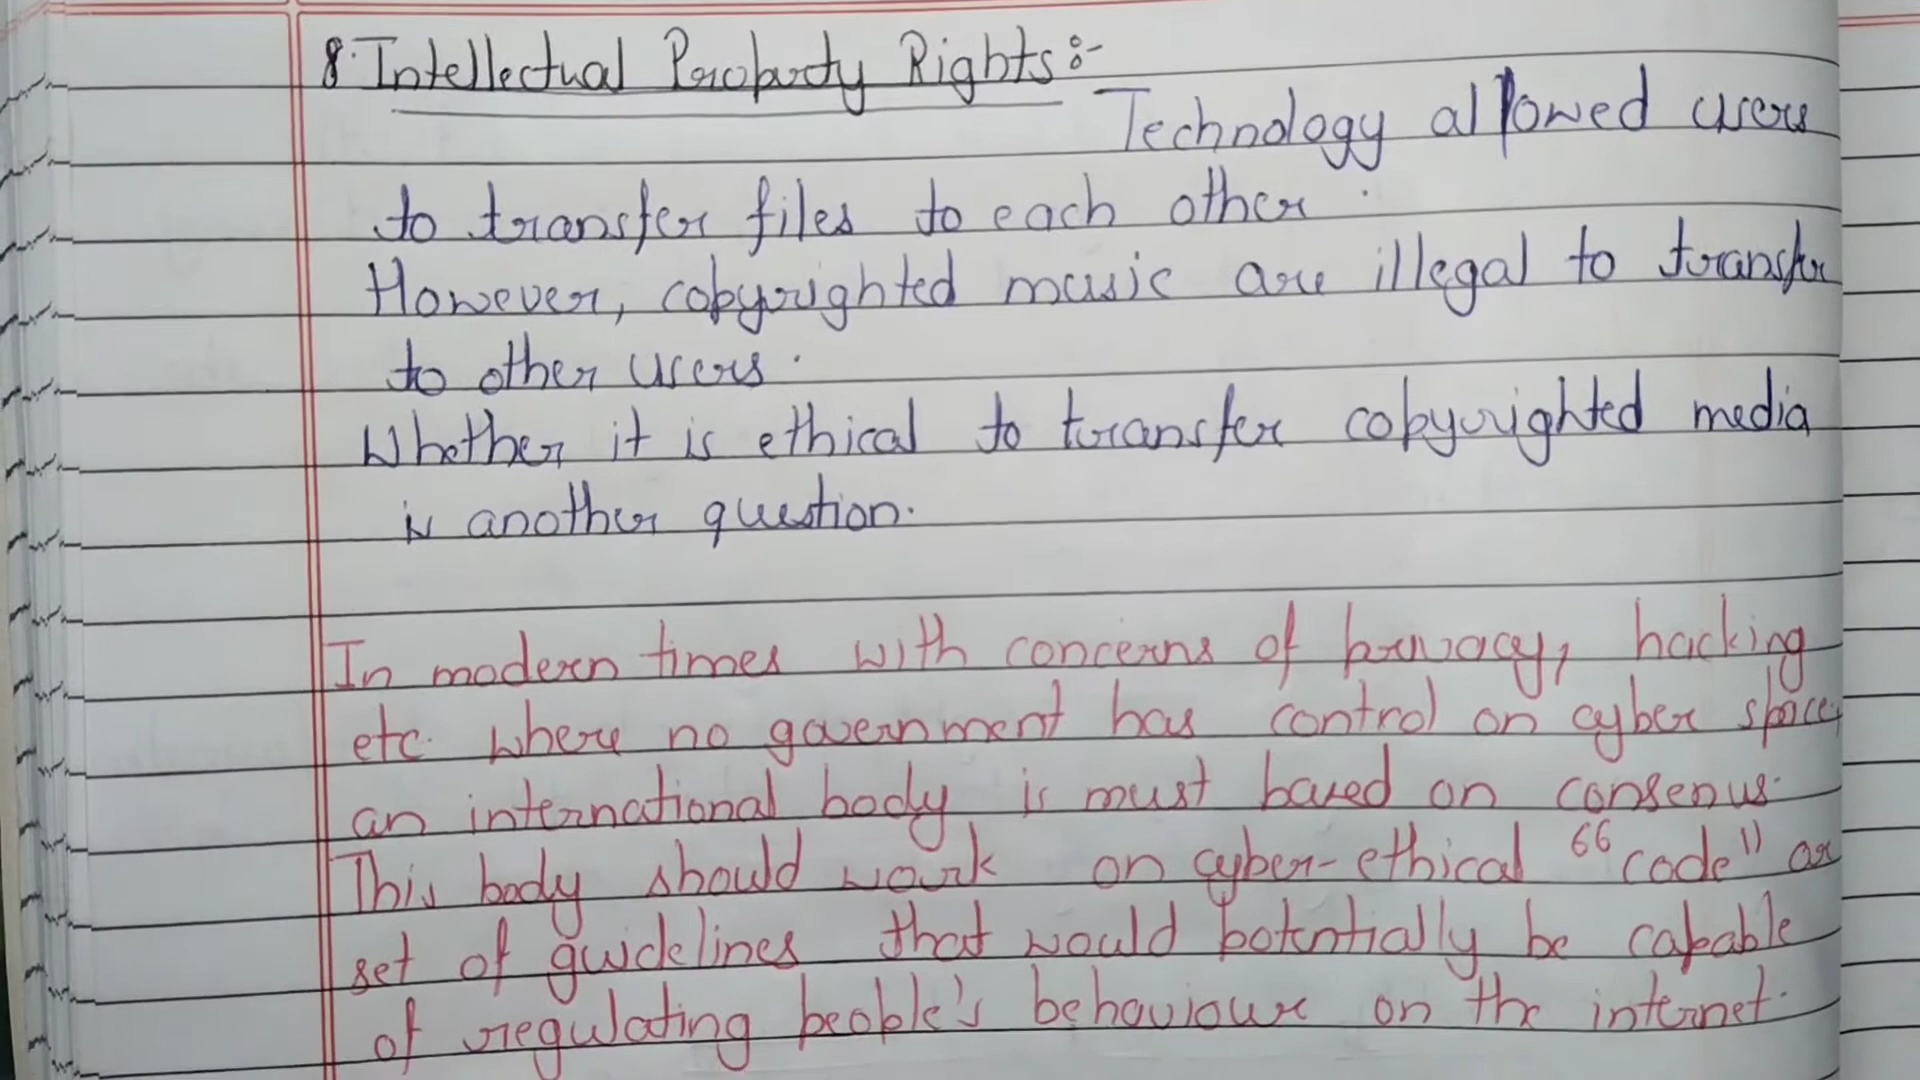 8. Intellectual Property Rights:-
Technology allowed users
to transfer files to each other.
However, copyrighted music are illegal to transfer
to other users.
Whether it is ethical to transfer copyrighted media
is another question.
In modern times with concerns of privacy, hacking
etc. where no government has control on cyber space,
an international body is must based on consenus.
This body should work on cyber-ethical “code” or
set of guidelines that would potentially be capable
of regulating people's behaviour on the internet.